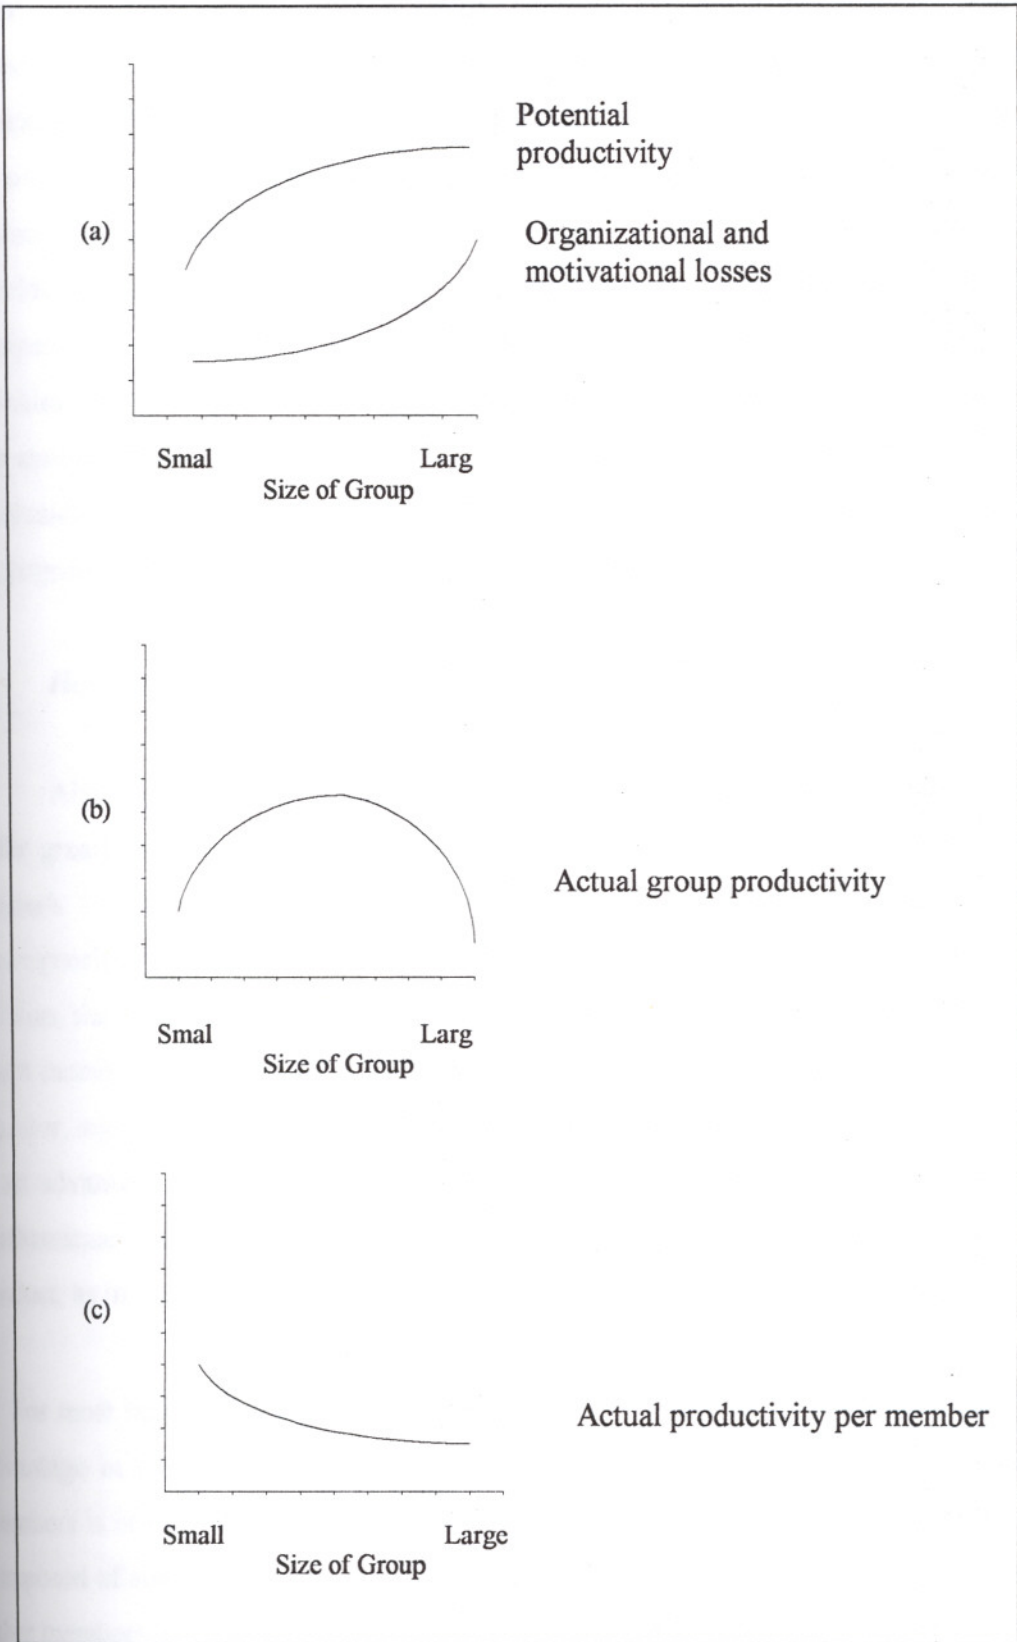 Potential
productivity
(a)
Organizational and
motivational losses
Smal Larg
Size of Group
(b)
Actual group productivity
Smal Larg
Size of Group
(c)
Actual productivity per member
Small Large
Size of Group